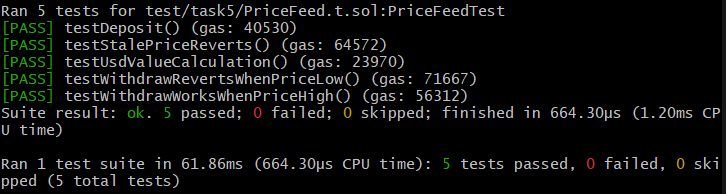 Ran 5 tests for test/task5/PriceFeed.t.sol:PriceFeedTest
[PASS] testDeposit() (gas: 40530)
[PASS] testStalePriceReverts() (gas: 64572)
[PASS] testUsdValueCalculation() (gas: 23970)
[PASS] testWithdrawRevertsWhenPriceLow() (gas: 71667)
[PASS] testWithdrawWorksWhenPriceHigh() (gas: 56312)
Suite result: ok. 5 passed; 0 failed; 0 skipped; finished in 664.30µs (1.20ms CP
U time)
Ran 1 test suite in 61.86ms (664.30µs CPU time): 5 tests passed, 0 failed, 0 ski
pped (5 total tests)